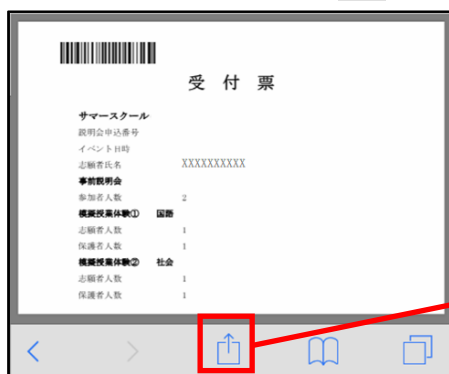 受 付 票
サマースクール
説明会申込番号
イベント日時
志願者氏名 XXXXXXXXXX
事前説明会
参加者人数 2
模擬授業体験① 国語
志願者人数 1
保護者人数 1
模擬授業体験② 社会
志願者人数 1
保護者人数 1